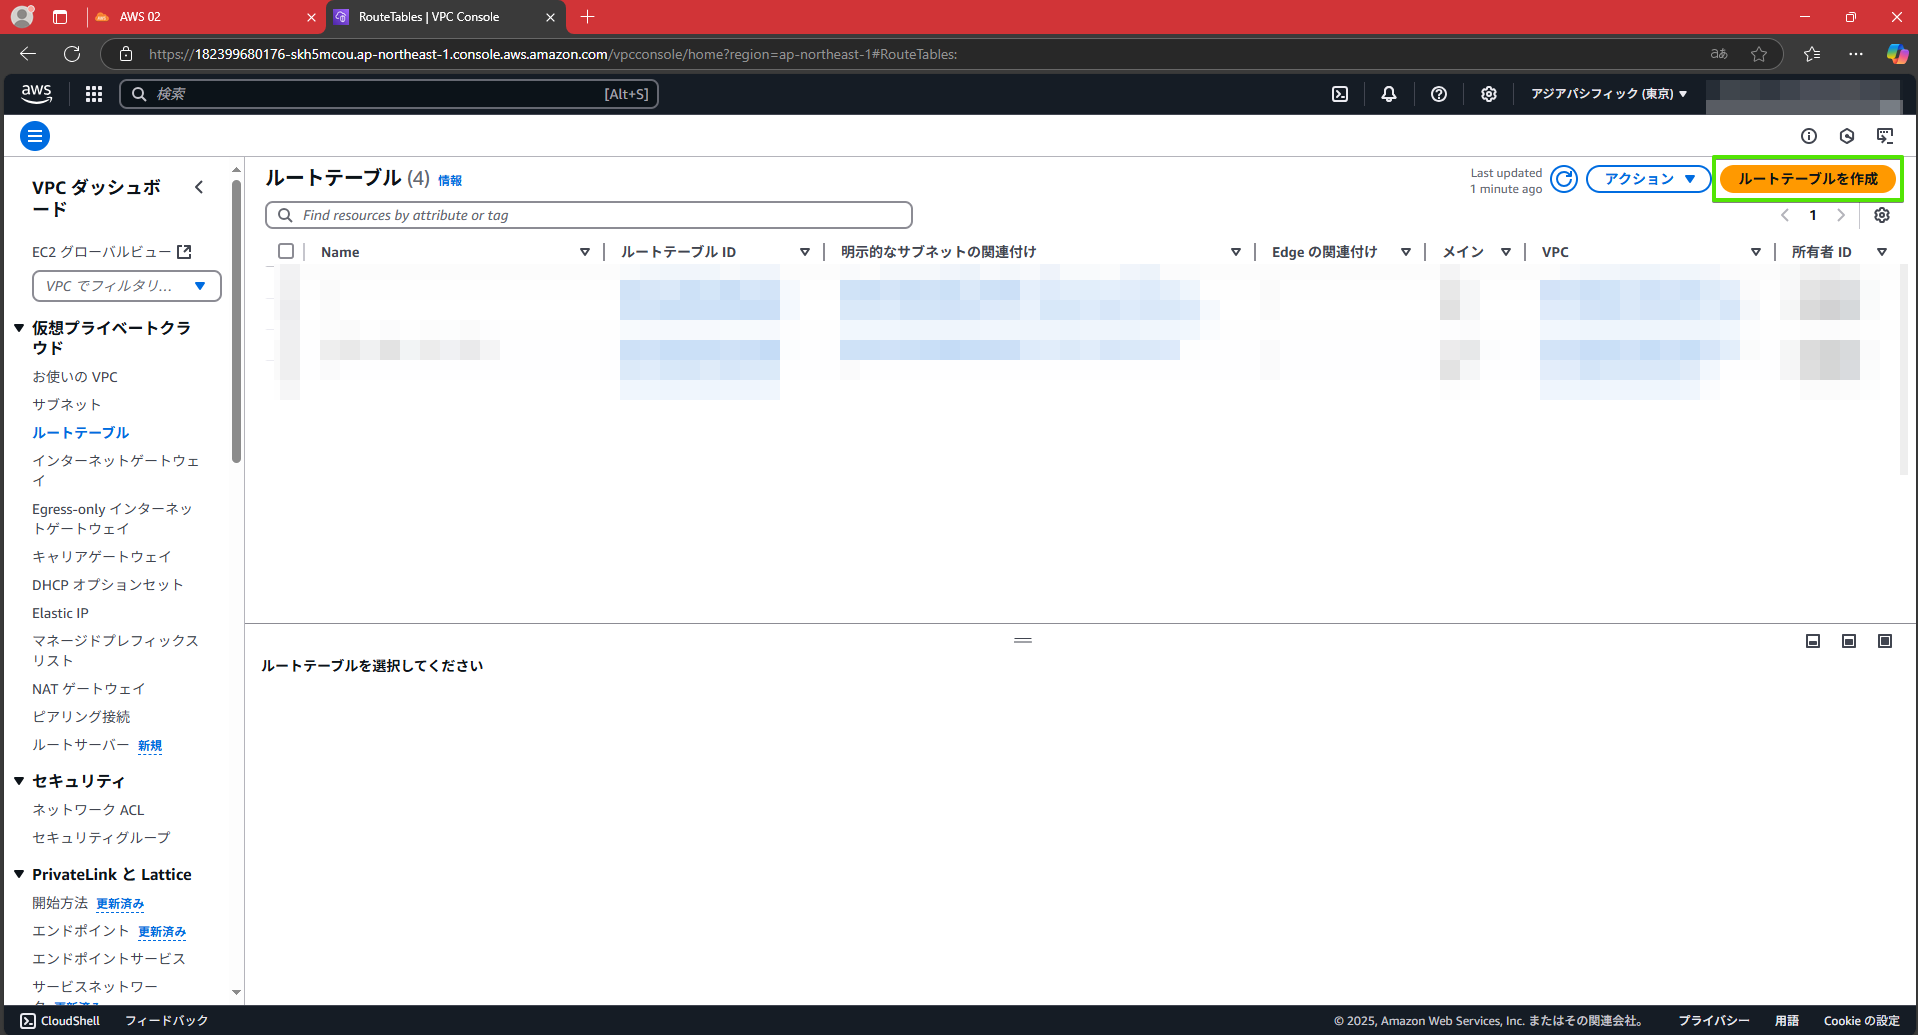 AWS 02
RouteTables | VPC Console
https://182399680176-skh5mcou.ap-northeast-1.console.aws.amazon.com/vpcconsole/home?region=ap-northeast-1#RouteTables:
aあ
aws
検索
[Alt+S]
アジアパシフィック (東京)
VPC ダッシュボ
ード
EC2 グローバルビュー
VPC でフィルタリ...
仮想プライベートクラ
ウド
お使いの VPC
サブネット
ルートテーブル
インターネットゲートウェ
イ
Egress-only インターネッ
トゲートウェイ
キャリアゲートウェイ
DHCP オプションセット
Elastic IP
マネージドプレフィックス
リスト
NAT ゲートウェイ
ピアリング接続
ルートサーバー 新規
セキュリティ
ネットワーク ACL
セキュリティグループ
PrivateLink と Lattice
開始方法 更新済み
エンドポイント 更新済み
エンドポイントサービス
サービスネットワー
ク 更新済み
ルートテーブル (4) 情報
Last updated
1 minute ago
アクション
ルートテーブルを作成
Find resources by attribute or tag
1
Name
ルートテーブル ID
明示的なサブネットの関連付け
Edge の関連付け
メイン
VPC
所有者 ID
ルートテーブルを選択してください
CloudShell
フィードバック
© 2025, Amazon Web Services, Inc. またはその関連会社。
プライバシー
用語
Cookie の設定